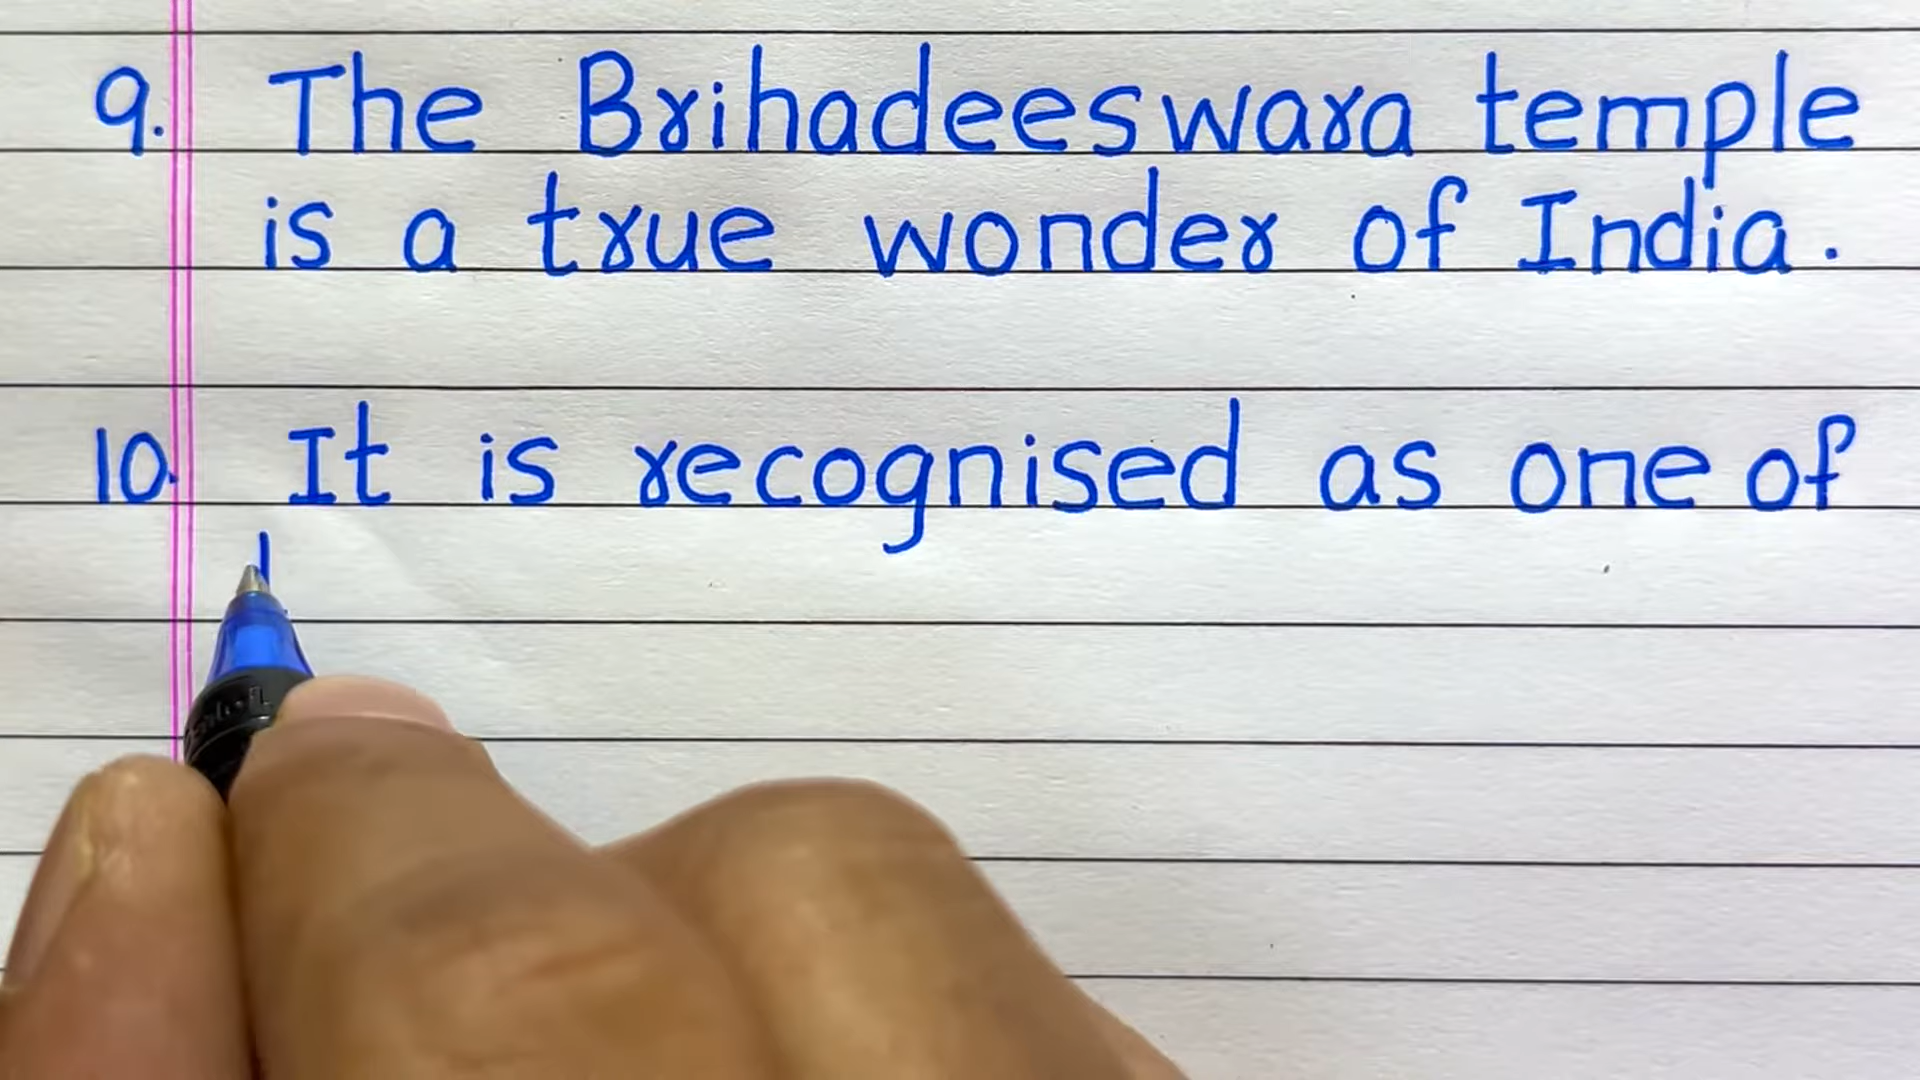 9. The Brihadeeswara temple
is a true wonder of India.
10. It is recognised as one of